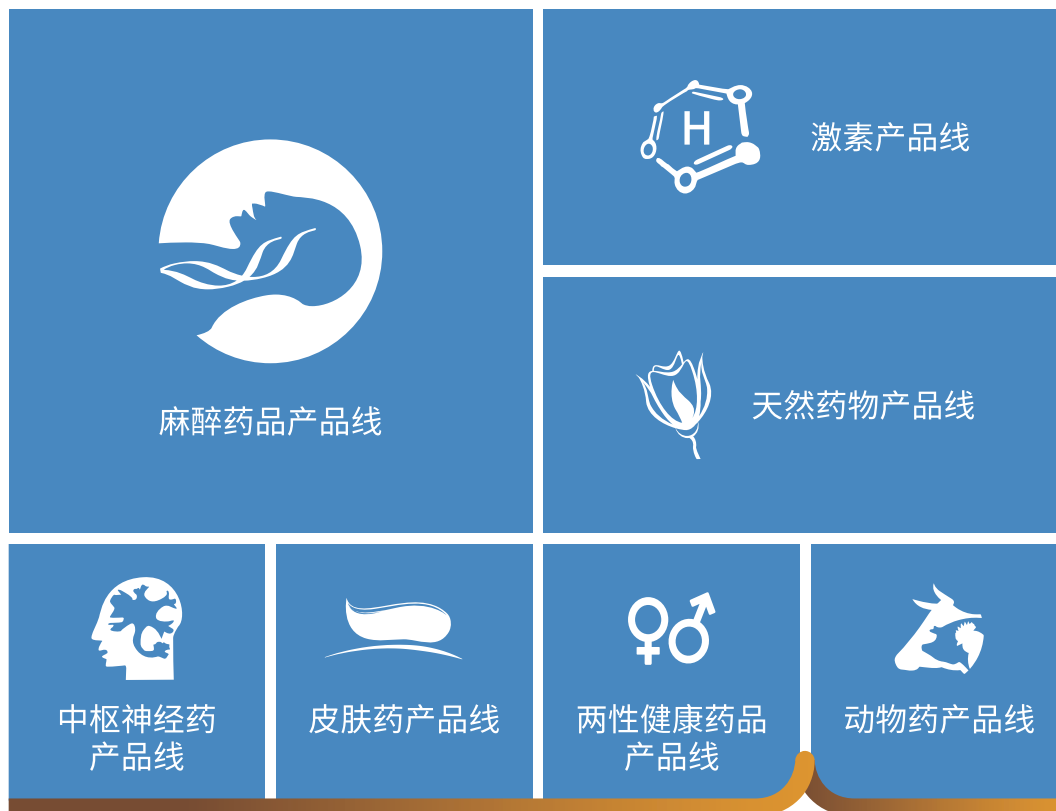 麻醉药品产品线
H
激素产品线
天然药物产品线
中枢神经药
产品线
皮肤药产品线
两性健康药品
产品线
动物药产品线